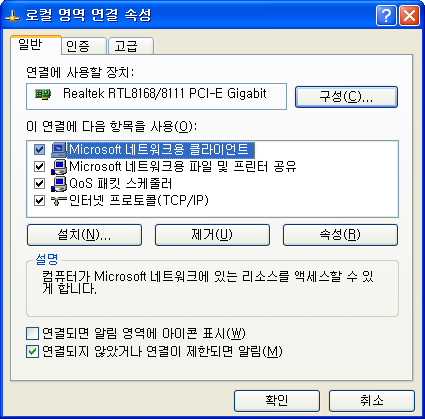 로컬 영역 연결 속성
일반 인증 고급
연결에 사용할 장치:
Realtek RTL8168/8111 PCI-E Gigabit
구성(C)...
이 연결에 다음 항목을 사용(O):
Microsoft 네트워크용 클라이언트
Microsoft 네트워크용 파일 및 프린터 공유
QoS 패킷 스케줄러
인터넷 프로토콜(TCP/IP)
설치(N)... 제거(U) 속성(R)
설명
컴퓨터가 Microsoft 네트워크에 있는 리소스를 액세스할 수 있
게 합니다.
연결되면 알림 영역에 아이콘 표시(W)
연결되지 않았거나 연결이 제한되면 알림(M)
확인 취소